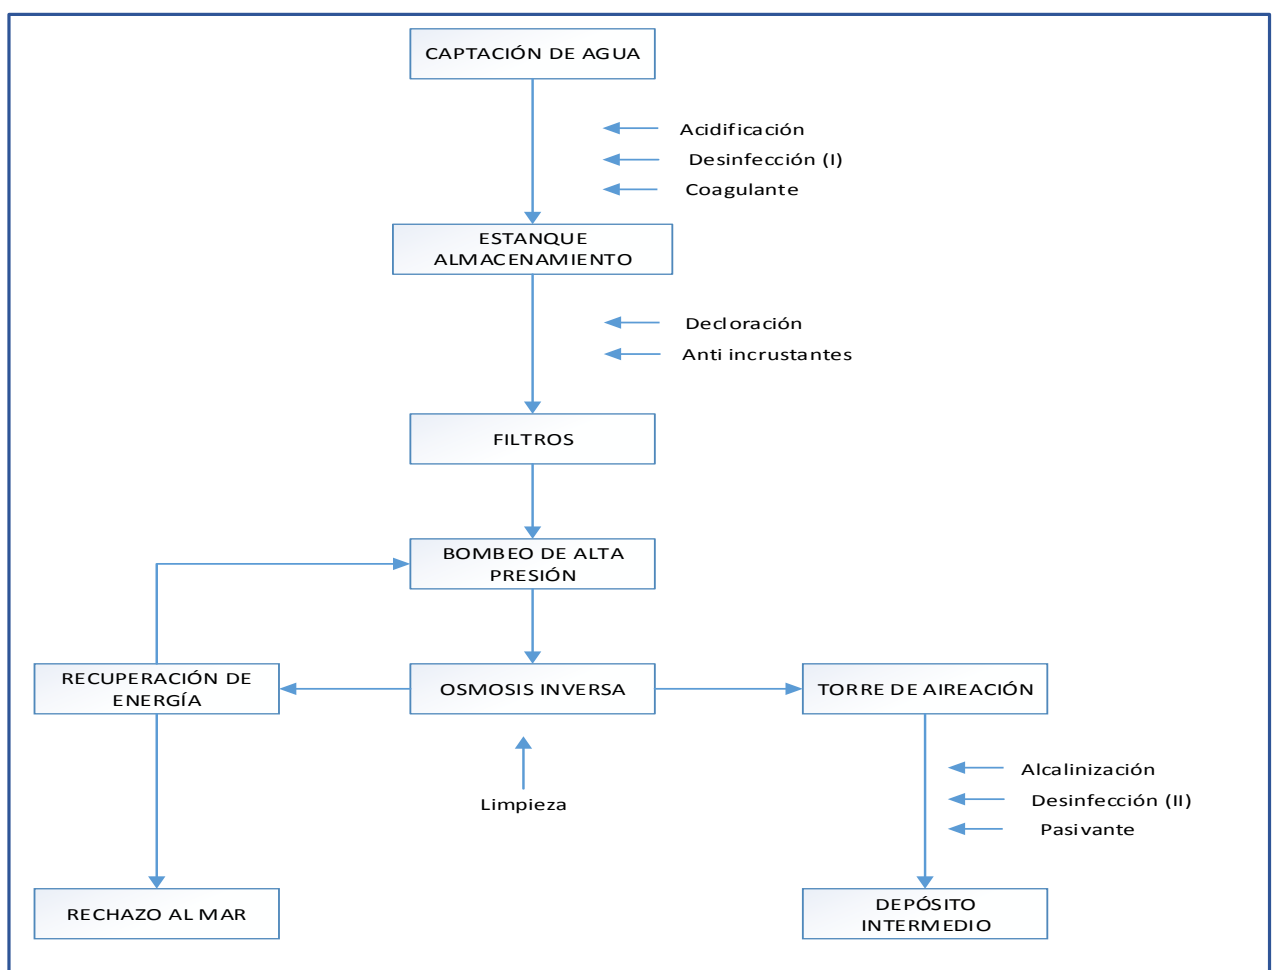 CAPTACIÓN DE AGUA
Acidificación
Desinfección (I)
Coagulante
ESTANQUE
ALMACENAMIENTO
Decloración
Anti incrustantes
FILTROS
BOMBEO DE ALTA
PRESIÓN
RECUPERACIÓN DE
ENERGÍA
OSMOSIS INVERSA
TORRE DE AIREACIÓN
Limpieza
Alcalinización
Desinfección (II)
Pasivante
RECHAZO AL MAR
DEPÓSITO
INTERMEDIO